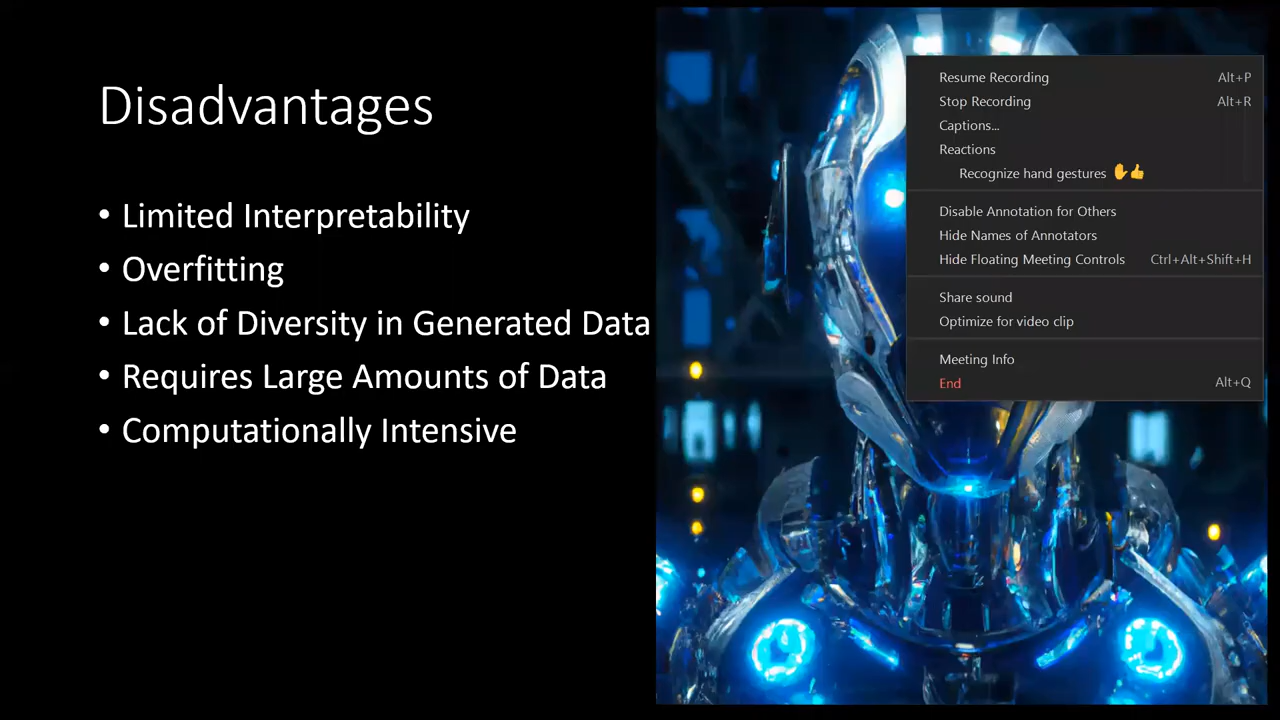 Disadvantages
• Limited Interpretability
• Overfitting
• Lack of Diversity in Generated Data
• Requires Large Amounts of Data
• Computationally Intensive
Resume Recording Alt+P
Stop Recording Alt+R
Captions...
Reactions
Recognize hand gestures ✋👍
Disable Annotation for Others
Hide Names of Annotators
Hide Floating Meeting Controls Ctrl+Alt+Shift+H
Share sound
Optimize for video clip
Meeting Info
End Alt+Q